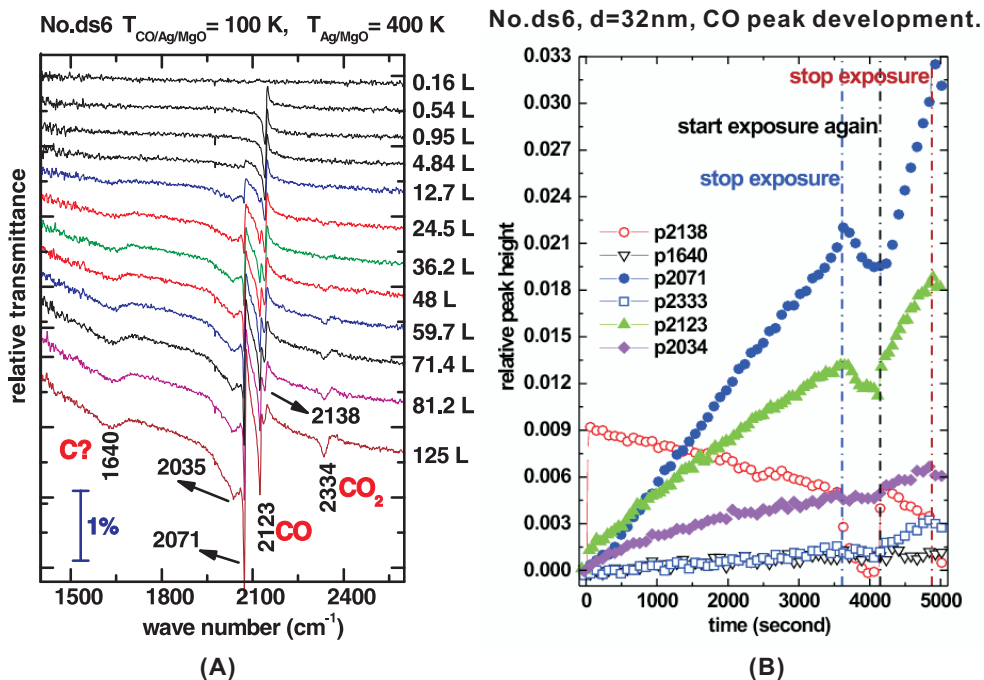 No.ds6 T CO/Ag/MgO = 100 K, T Ag/MgO = 400 K
relative transmittance
0.16 L
0.54 L
0.95 L
4.84 L
12.7 L
24.5 L
36.2 L
48 L
59.7 L
71.4 L
81.2 L
125 L
2138
C?
1640
2035
2071
2123
CO
2334
CO2
1%
1500 1800 2100 2400
wave number (cm-1)
(A)
No.ds6, d=32nm, CO peak development.
relative peak height
0.033
0.030
0.027
0.024
0.021
0.018
0.015
0.012
0.009
0.006
0.003
0.000
stop exposure
start exposure again
stop exposure
p2138
p1640
p2071
p2333
p2123
p2034
0 1000 2000 3000 4000 5000
time (second)
(B)